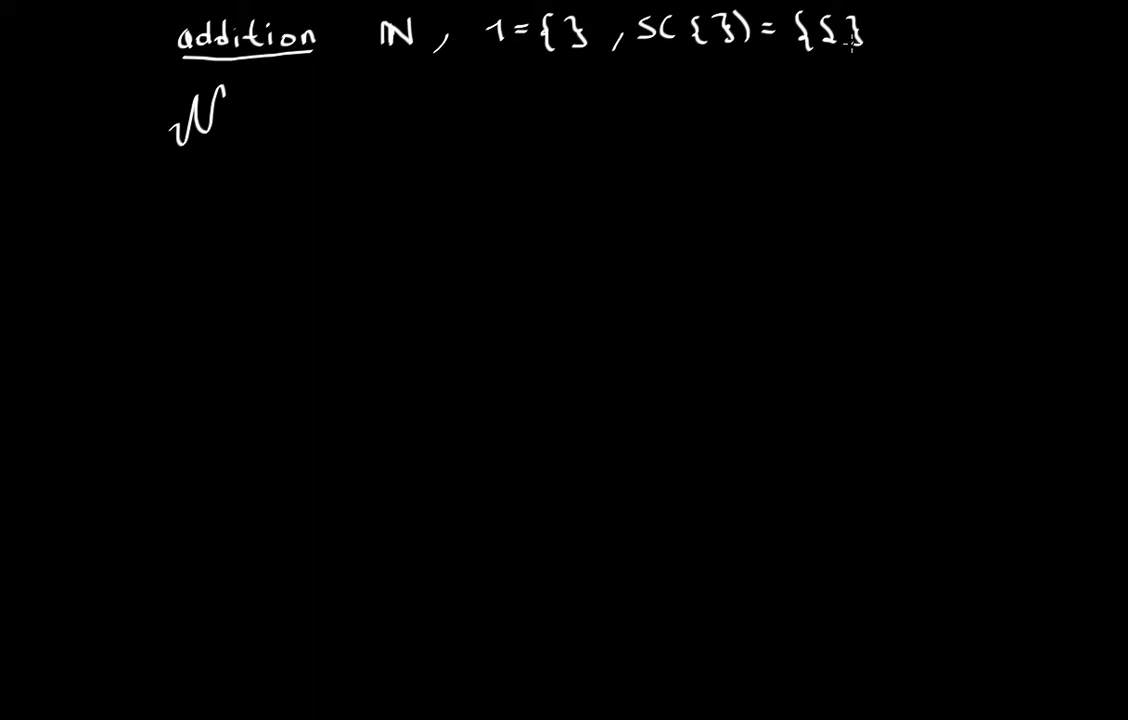 addition ℕ , 1={} , S({})={{}
N